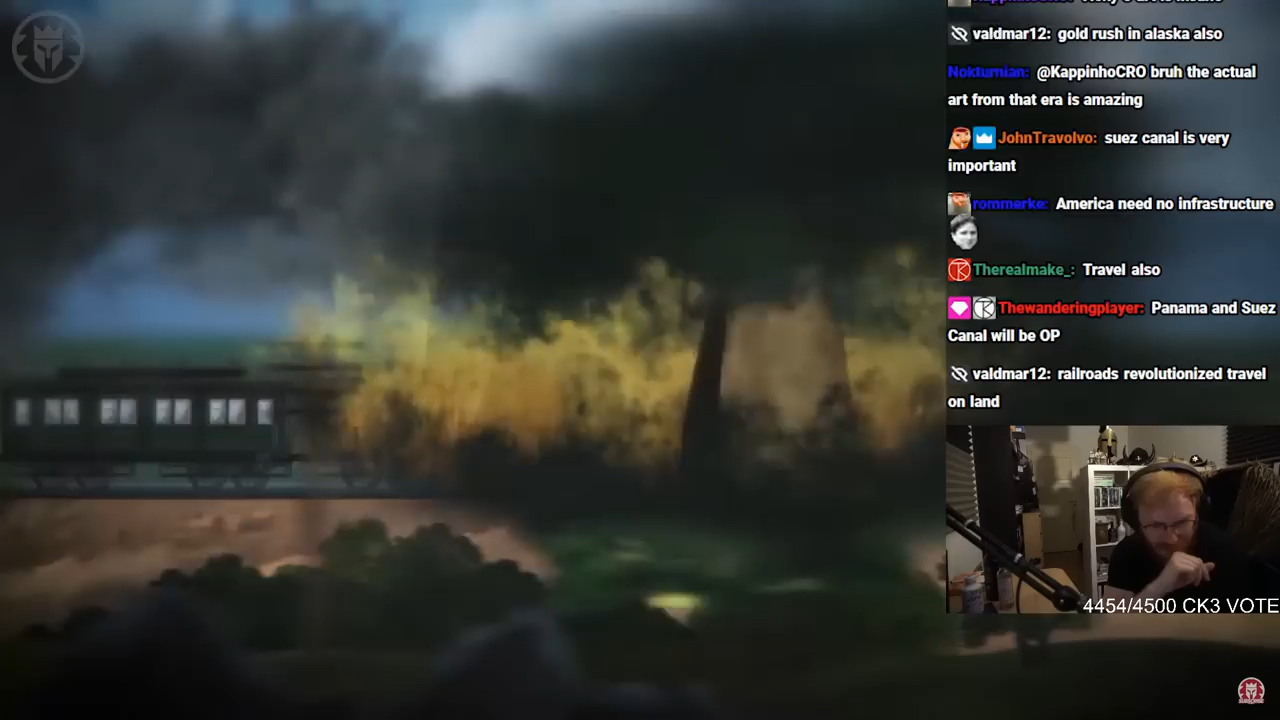 valdmar12: gold rush in alaska also
Nokturnian: @KappinhoCRO bruh the actual
art from that era is amazing
JohnTravolvo: suez canal is very
important
rommerke: America need no infrastructure
Therealmake_: Travel also
Thewanderingplayer: Panama and Suez
Canal will be OP
valdmar12: railroads revolutionized travel
on land
4454/4500 CK3 VOTE